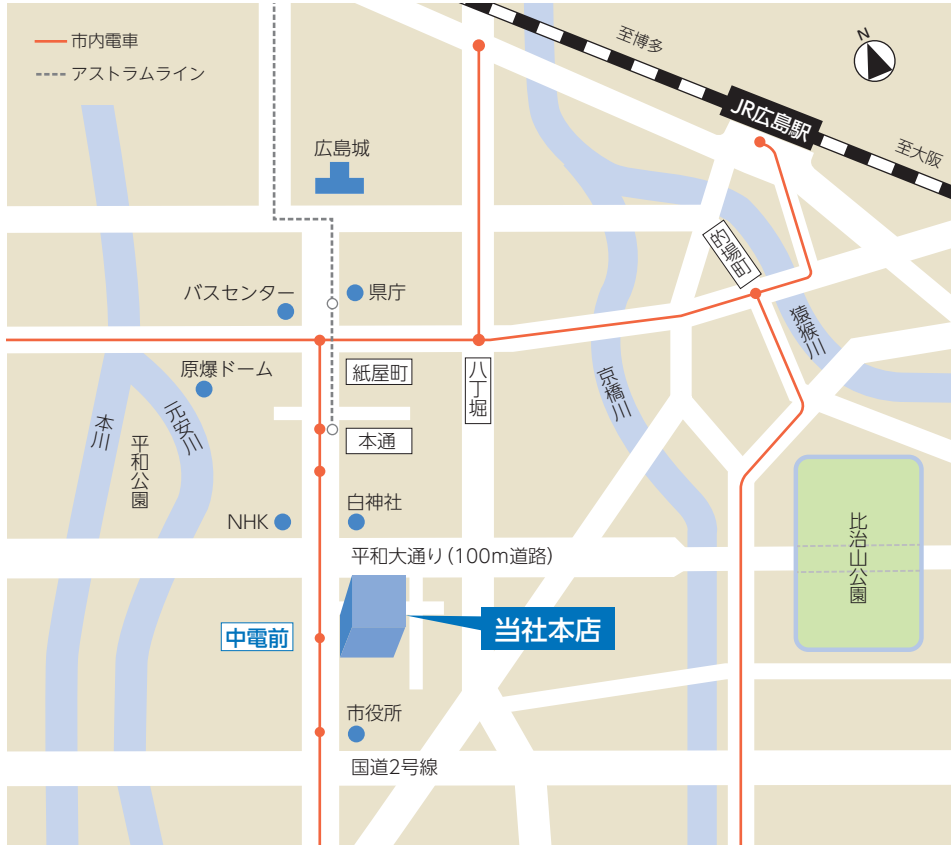 市内電車
アストラムライン
至博多
N
JR広島駅
至大阪
広島城
的場町
バスセンター
県庁
猿猴川
原爆ドーム
紙屋町
八丁堀
京橋川
元安川
本川
平和公園
本通
NHK
白神社
比治山公園
平和大通り(100m道路)
中電前
当社本店
市役所
国道2号線